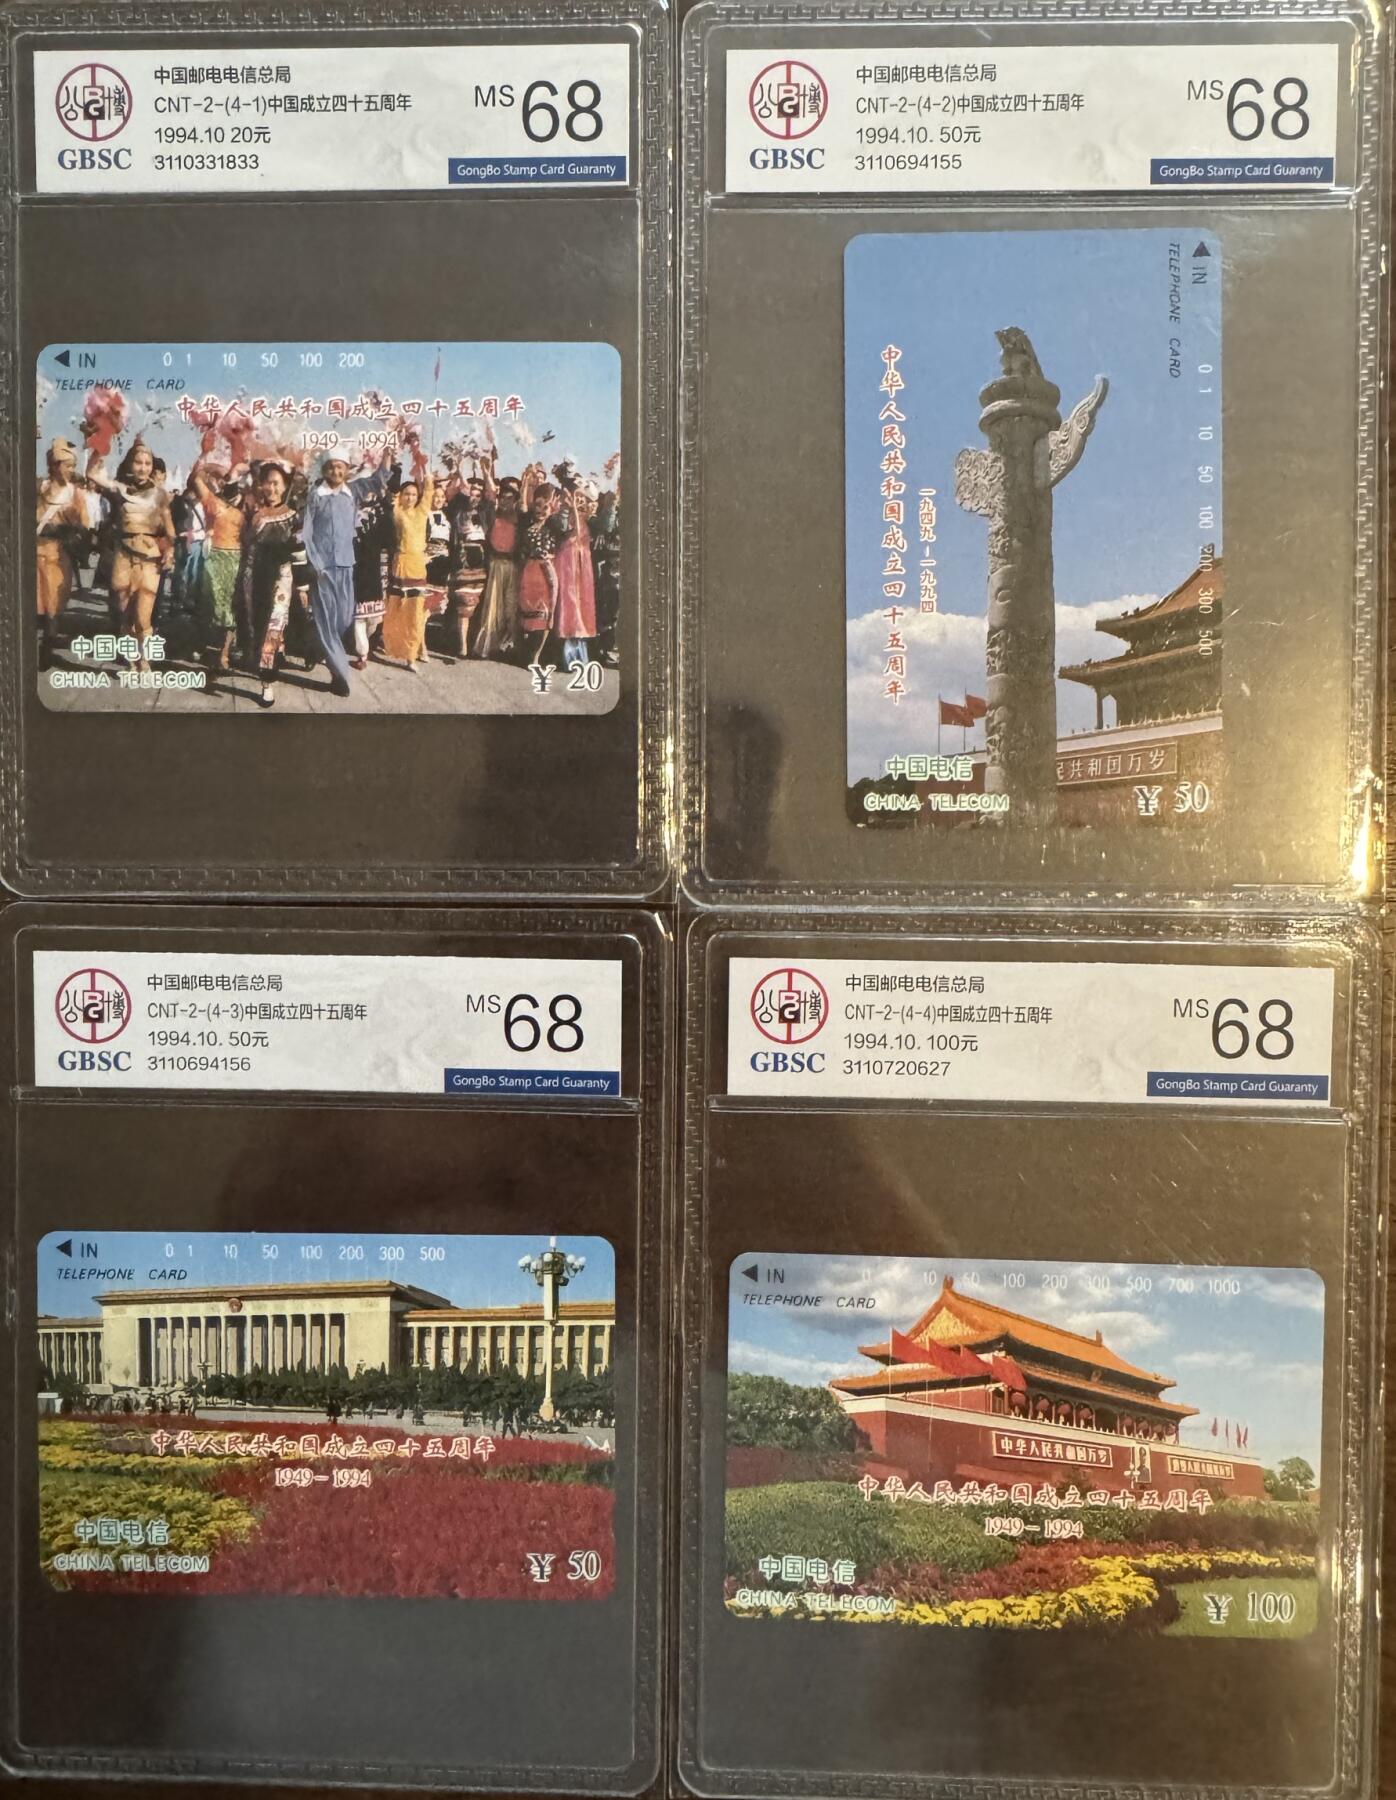 中国邮电电信总局
CNT-2-(4-1)中国成立四十五周年
1994.10 20元
3110331833
MS 68
GBSC
GongBo Stamp Card Guaranty
IN
0 1 10 50 100 200
TELEPHONE CARD
中华人民共和国成立四十五周年
1949-1994
中国电信
CHINA TELECOM
¥ 20
中国邮电电信总局
CNT-2-(4-2)中国成立四十五周年
1994.10. 50元
3110694155
MS 68
GBSC
GongBo Stamp Card Guaranty
IN
TELEPHONE CARD
0 1 10 50 100 200 300 500
中华人民共和国成立四十五周年
一九四九-一九九四
民共和国万岁
中国电信
CHINA TELECOM
¥ 50
中国邮电电信总局
CNT-2-(4-3)中国成立四十五周年
1994.10. 50元
3110694156
MS 68
GBSC
GongBo Stamp Card Guaranty
IN
0 1 10 50 100 200 300 500
TELEPHONE CARD
中华人民共和国成立四十五周年
1949-1994
中国电信
CHINA TELECOM
¥ 50
中国邮电电信总局
CNT-2-(4-4)中国成立四十五周年
1994.10. 100元
3110720627
MS 68
GBSC
GongBo Stamp Card Guaranty
IN
0 10 50 100 200 300 500 700 1000
TELEPHONE CARD
中华人民共和国万岁
中华人民共和国成立四十五周年
1949-1994
中国电信
CHINA TELECOM
¥ 100